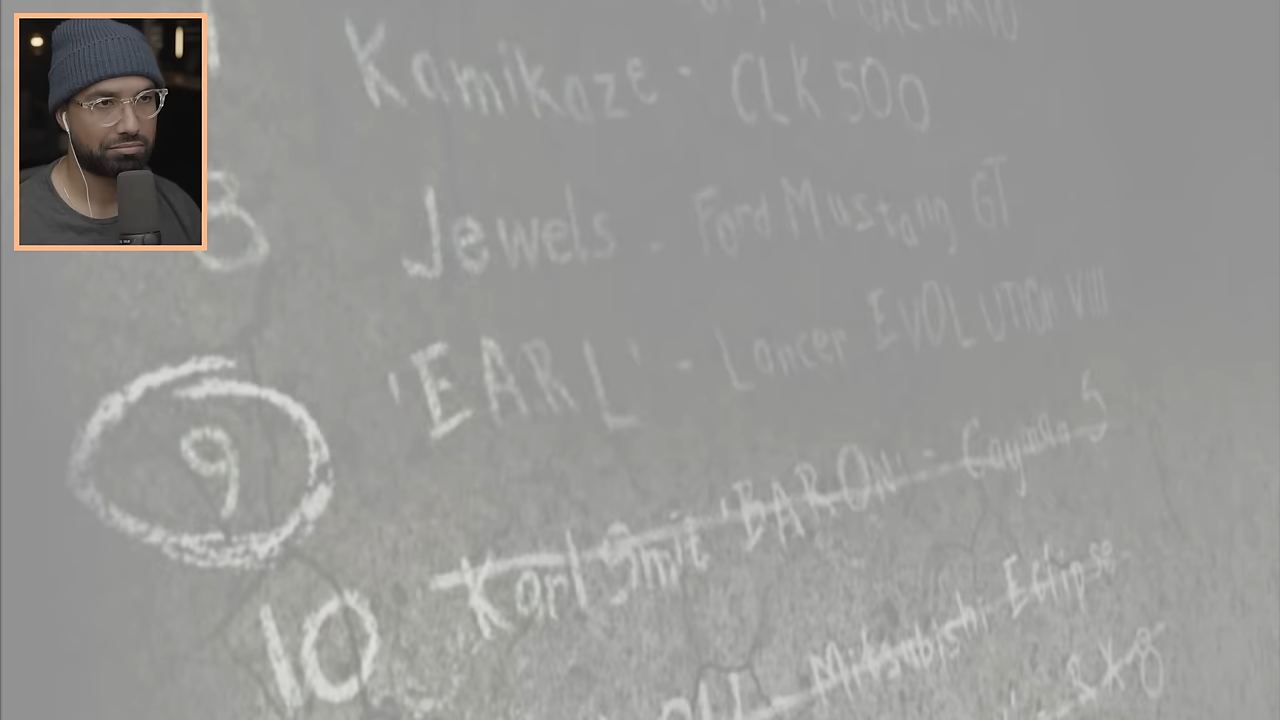 Kamikaze - CLK 500
8 Jewels - Ford Mustang GT
9 'EARL' - Lancer EVOLUTION VIII
10 Karl Smit 'BARON' - Cayman S
Mitsubishi Eclipse